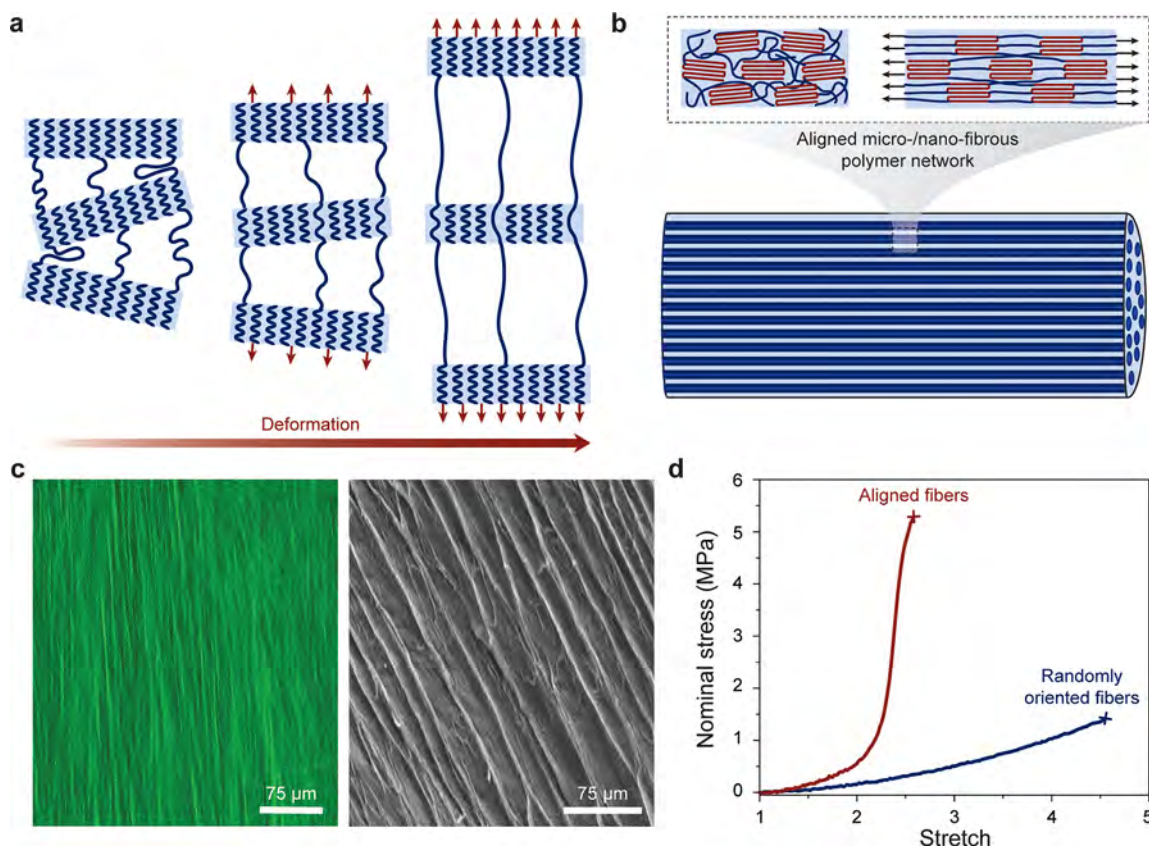 a
Deformation
b
Aligned micro-/nano-fibrous
polymer network
c
75 µm
75 µm
d
Nominal stress (MPa)
6
5
4
3
2
1
0
Aligned fibers
Randomly
oriented fibers
1
2
3
4
5
Stretch